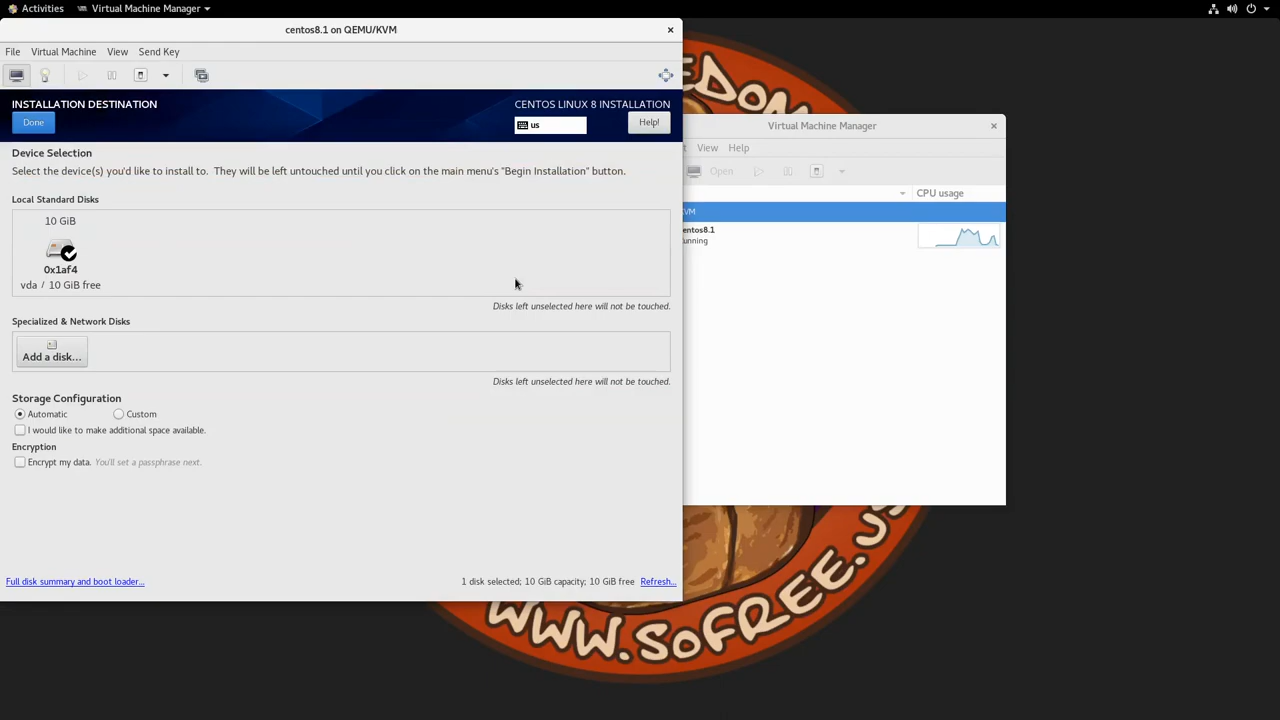 Activities Virtual Machine Manager
centos8.1 on QEMU/KVM
File Virtual Machine View Send Key
INSTALLATION DESTINATION
CENTOS LINUX 8 INSTALLATION
Done
us
Help!
Device Selection
Select the device(s) you'd like to install to. They will be left untouched until you click on the main menu's "Begin Installation" button.
Local Standard Disks
10 GiB
0x1af4
vda / 10 GiB free
Disks left unselected here will not be touched.
Specialized & Network Disks
Add a disk...
Disks left unselected here will not be touched.
Storage Configuration
Automatic Custom
I would like to make additional space available.
Encryption
Encrypt my data. You'll set a passphrase next.
Full disk summary and boot loader...
1 disk selected; 10 GiB capacity; 10 GiB free Refresh...
Virtual Machine Manager
t View Help
Open
CPU usage
KVM
entos8.1
unning
EDOM
WWW.SOFREE.US